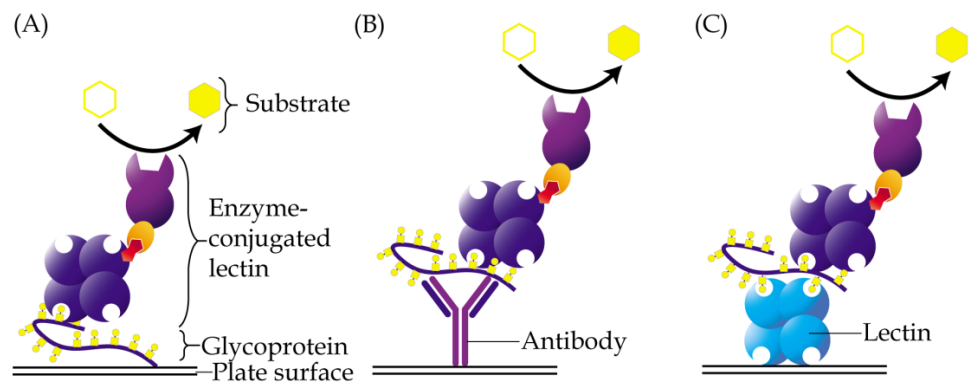 (A)
(B)
(C)
Substrate
Enzyme-
conjugated
lectin
Glycoprotein
Plate surface
Antibody
Lectin